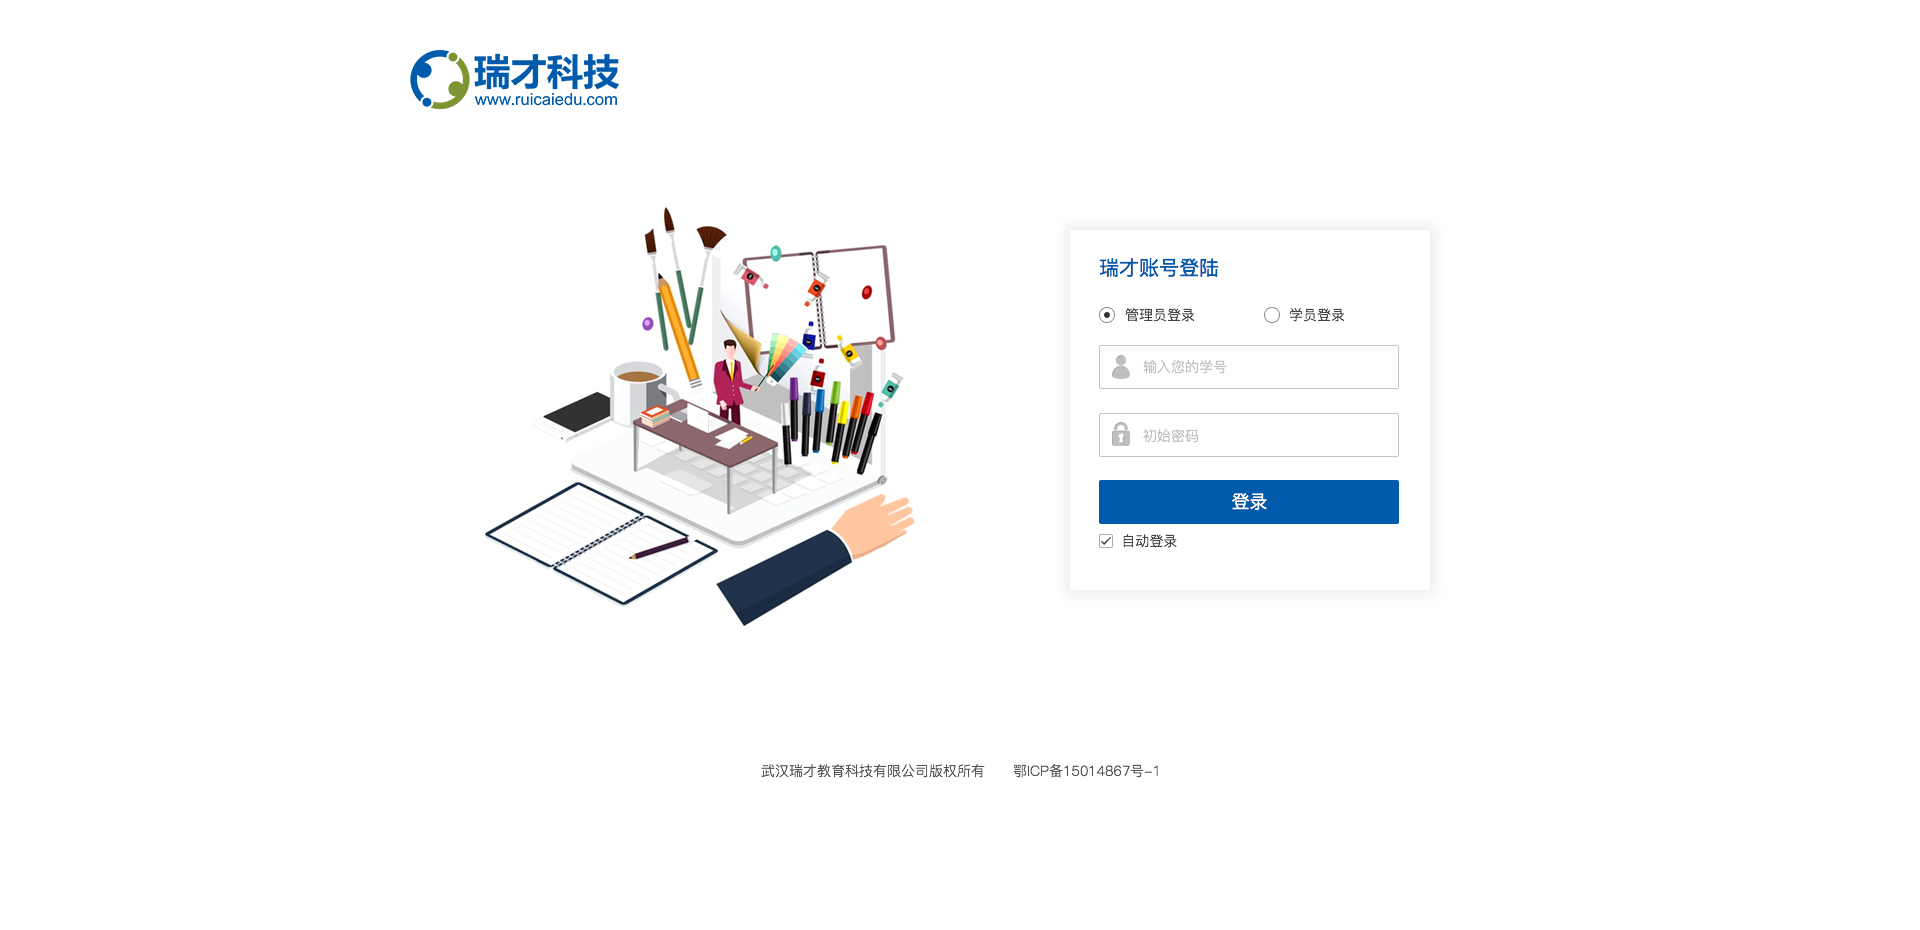 瑞才科技
www.ruicaiedu.com
瑞才账号登陆
管理员登录 学员登录
输入您的学号
初始密码
登录
自动登录
武汉瑞才教育科技有限公司版权所有 鄂ICP备15014867号-1